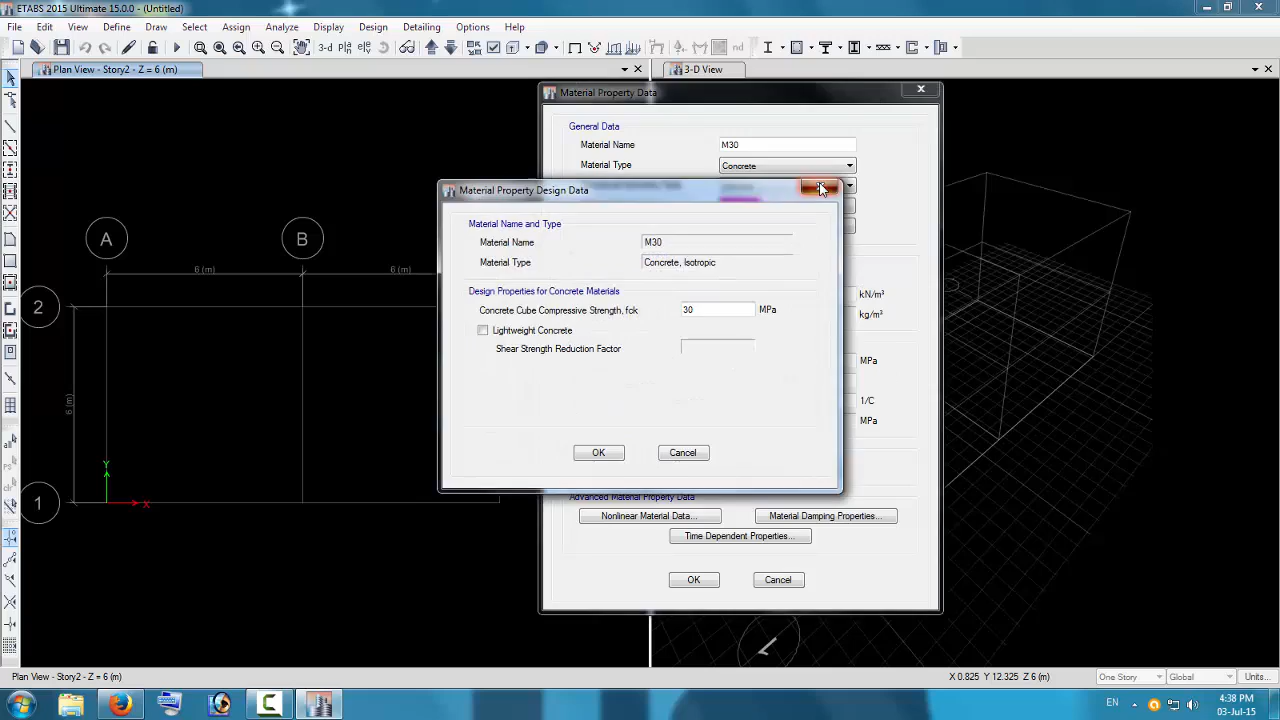 ETABS 2015 Ultimate 15.0.0 - (Untitled)
File Edit View Define Draw Select Assign Analyze Display Design Detailing Options Help
3-d
nd
Plan View - Story2 - Z = 6 (m)
3-D View
Material Property Data
General Data
Material Name M30
Material Type Concrete
Material Property Design Data
Material Name and Type
Material Name M30
Material Type Concrete, Isotropic
Design Properties for Concrete Materials
Concrete Cube Compressive Strength, fck 30 MPa
Lightweight Concrete
Shear Strength Reduction Factor
OK Cancel
A
B
6 (m)
6 (m)
2
6 (m)
1
Y
X
kN/m³
kg/m³
MPa
1/C
MPa
Advanced Material Property Data
Nonlinear Material Data...
Material Damping Properties...
Time Dependent Properties...
OK Cancel
Plan View - Story2 - Z = 6 (m)
X 0.825 Y 12.325 Z 6 (m)
One Story
Global
Units...
EN
4:38 PM
03-Jul-15